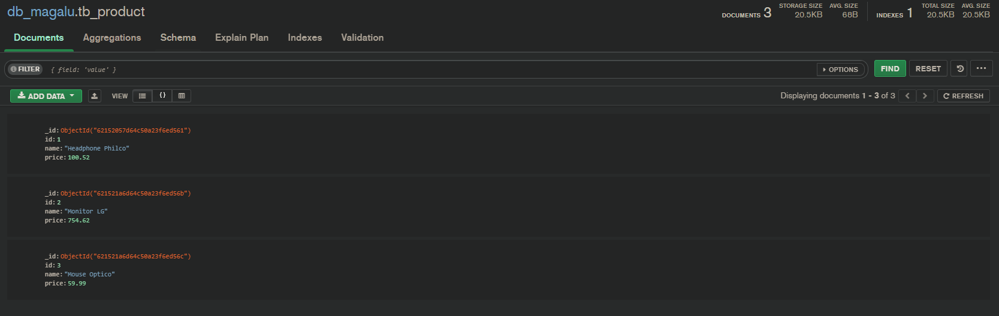 db_magalu.tb_product
DOCUMENTS 3 STORAGE SIZE 20.5KB AVG. SIZE 68B INDEXES 1 TOTAL SIZE 20.5KB AVG. SIZE 20.5KB
Documents Aggregations Schema Explain Plan Indexes Validation
FILTER { field: 'value' } OPTIONS FIND RESET
ADD DATA VIEW {} Displaying documents 1 - 3 of 3 REFRESH
_id: ObjectId("62152057d64c50a23f6ed561")
id: 1
name: "Headphone Philco"
price: 100.52
_id: ObjectId("621521a6d64c50a23f6ed56b")
id: 2
name: "Monitor LG"
price: 754.62
_id: ObjectId("621521a6d64c50a23f6ed56c")
id: 3
name: "Mouse Optico"
price: 59.99